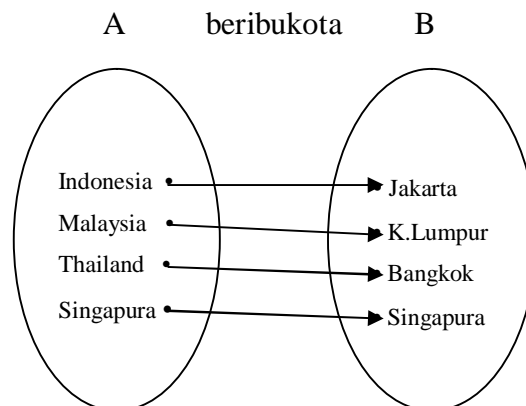 A beribukota B
Indonesia
Jakarta
Malaysia
K.Lumpur
Thailand
Bangkok
Singapura
Singapura